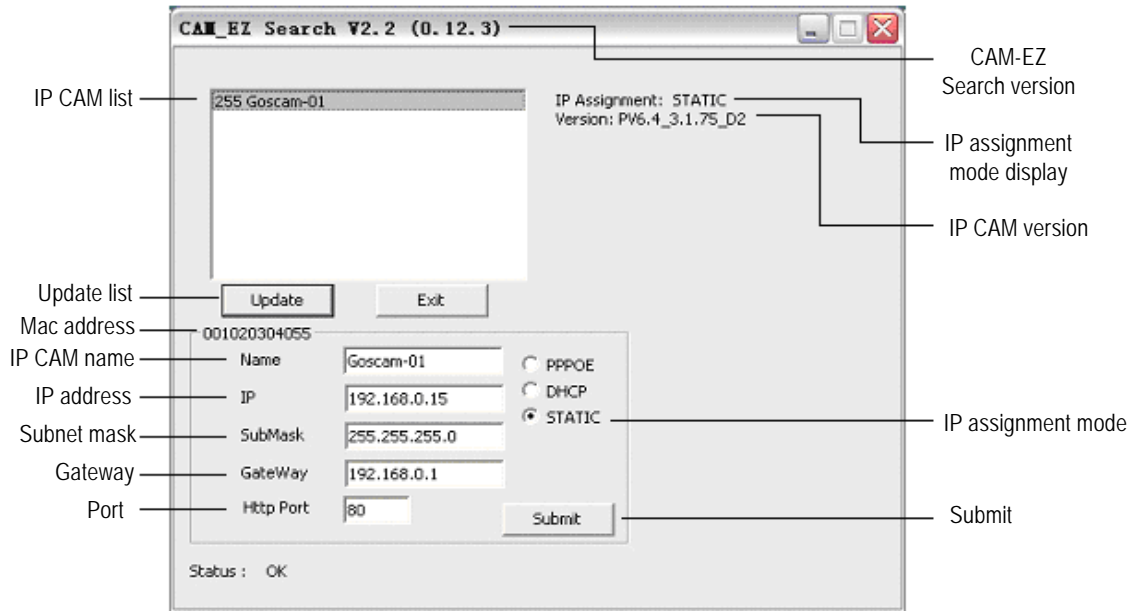 CAM_EZ Search V2.2 (0.12.3)
CAM-EZ
Search version
IP CAM list
255 Goscam-01
IP Assignment: STATIC
Version: PV6.4_3.1.75_D2
IP assignment
mode display
IP CAM version
Update list
Update
Exit
Mac address
001020304055
IP CAM name
Name
Goscam-01
PPPOE
IP address
IP
192.168.0.15
DHCP
STATIC
IP assignment mode
Subnet mask
SubMask
255.255.255.0
Gateway
GateWay
192.168.0.1
Port
Http Port
80
Submit
Submit
Status : OK